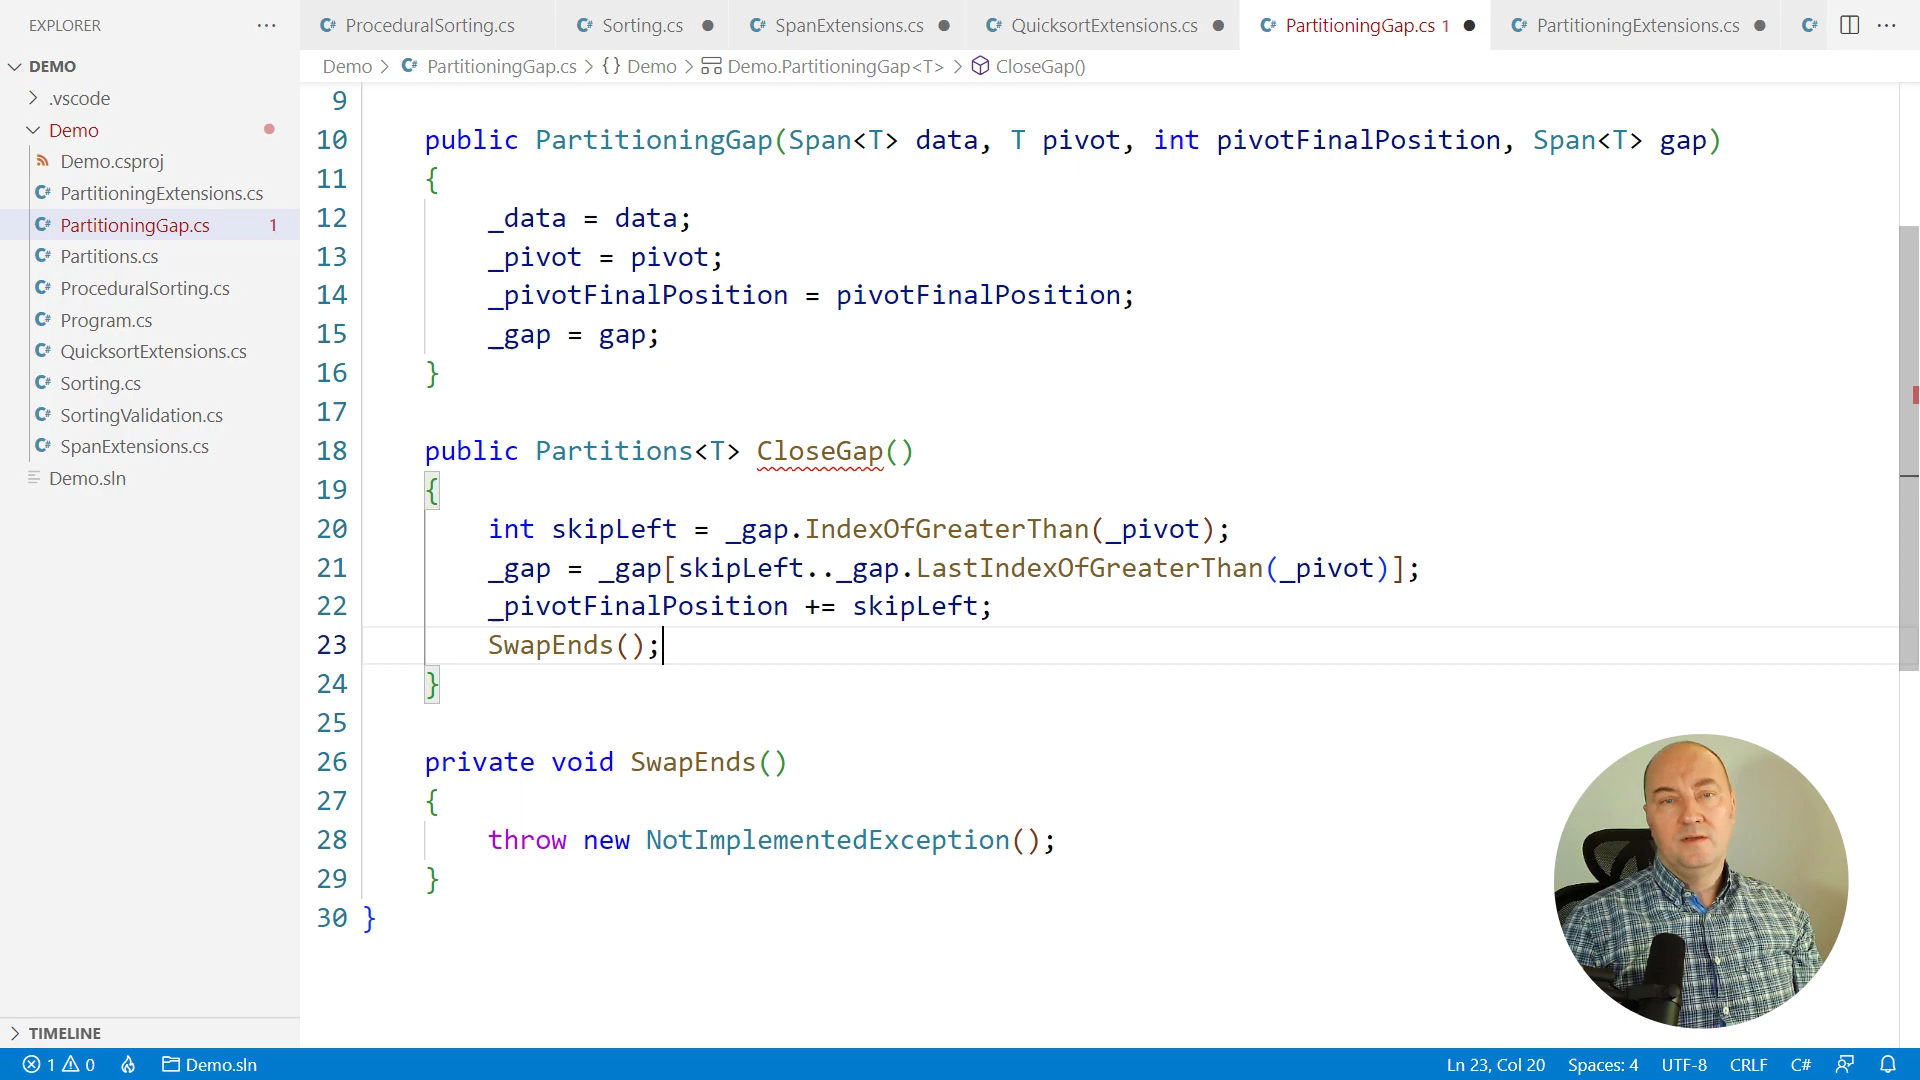 EXPLORER
ProceduralSorting.cs
Sorting.cs
SpanExtensions.cs
QuicksortExtensions.cs
PartitioningGap.cs 1
PartitioningExtensions.cs
DEMO
Demo > PartitioningGap.cs > {} Demo > Demo.PartitioningGap<T> > CloseGap()
.vscode
Demo
Demo.csproj
PartitioningExtensions.cs
PartitioningGap.cs 1
Partitions.cs
ProceduralSorting.cs
Program.cs
QuicksortExtensions.cs
Sorting.cs
SortingValidation.cs
SpanExtensions.cs
Demo.sln
9
10 public PartitioningGap(Span<T> data, T pivot, int pivotFinalPosition, Span<T> gap)
11 {
12 _data = data;
13 _pivot = pivot;
14 _pivotFinalPosition = pivotFinalPosition;
15 _gap = gap;
16 }
17
18 public Partitions<T> CloseGap()
19 {
20 int skipLeft = _gap.IndexOfGreaterThan(_pivot);
21 _gap = _gap[skipLeft.._gap.LastIndexOfGreaterThan(_pivot)];
22 _pivotFinalPosition += skipLeft;
23 SwapEnds();
24 }
25
26 private void SwapEnds()
27 {
28 throw new NotImplementedException();
29 }
30 }
TIMELINE
1 0 Demo.sln
Ln 23, Col 20 Spaces: 4 UTF-8 CRLF C#